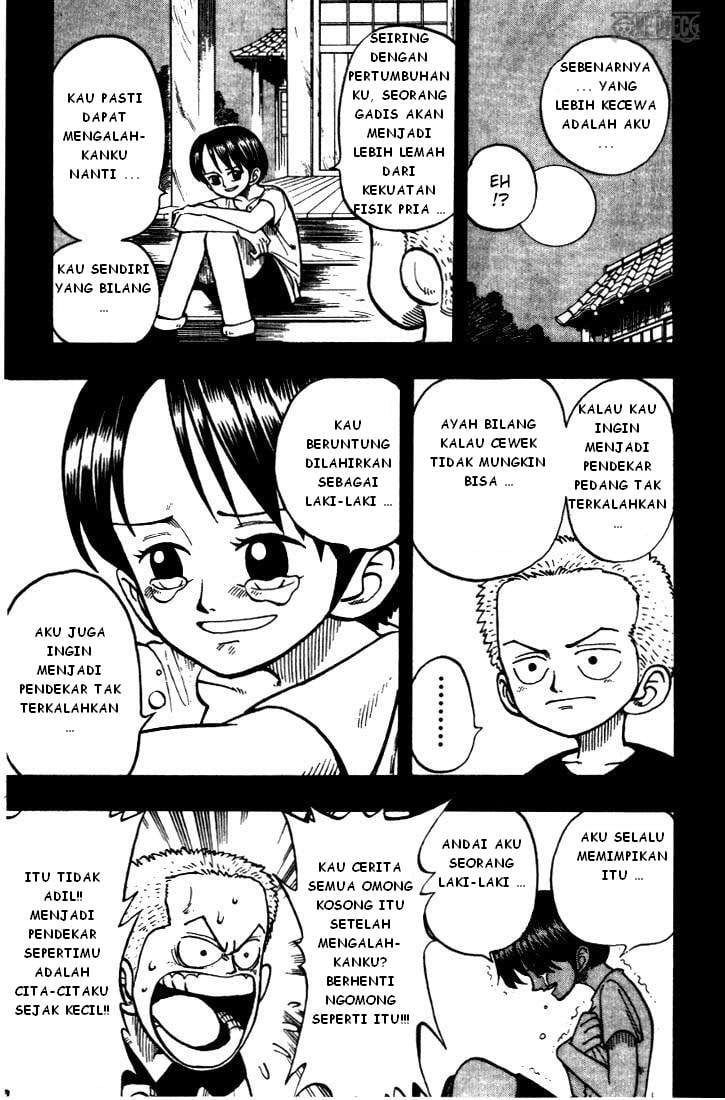 SEBENARNYA
... YANG
LEBIH KECEWA
ADALAH AKU
...
EH
!?
SEIRING
DENGAN
PERTUMBUHAN
KU, SEORANG
GADIS AKAN
MENJADI
LEBIH LEMAH
DARI
KEKUATAN
FISIK PRIA ...
KAU PASTI
DAPAT
MENGALAH-
KANKU
NANTI ...
KAU SENDIRI
YANG BILANG
...
KALAU KAU
INGIN
MENJADI
PENDEKAR
PEDANG TAK
TERKALAHKAN
...
AYAH BILANG
KALAU CEWEK
TIDAK MUNGKIN
BISA ...
........
KAU
BERUNTUNG
DILAHIRKAN
SEBAGAI
LAKI-LAKI ...
AKU JUGA
INGIN
MENJADI
PENDEKAR TAK
TERKALAHKAN
...
AKU SELALU
MEMIMPIKAN
ITU ...
ANDAI AKU
SEORANG
LAKI-LAKI ...
KAU CERITA
SEMUA OMONG
KOSONG ITU
SETELAH
MENGALAH-
KANKU?
BERHENTI
NGOMONG
SEPERTI ITU!!!
ITU TIDAK
ADIL!!
MENJADI
PENDEKAR
SEPERTIMU
ADALAH
CITA-CITAKU
SEJAK KECIL!!